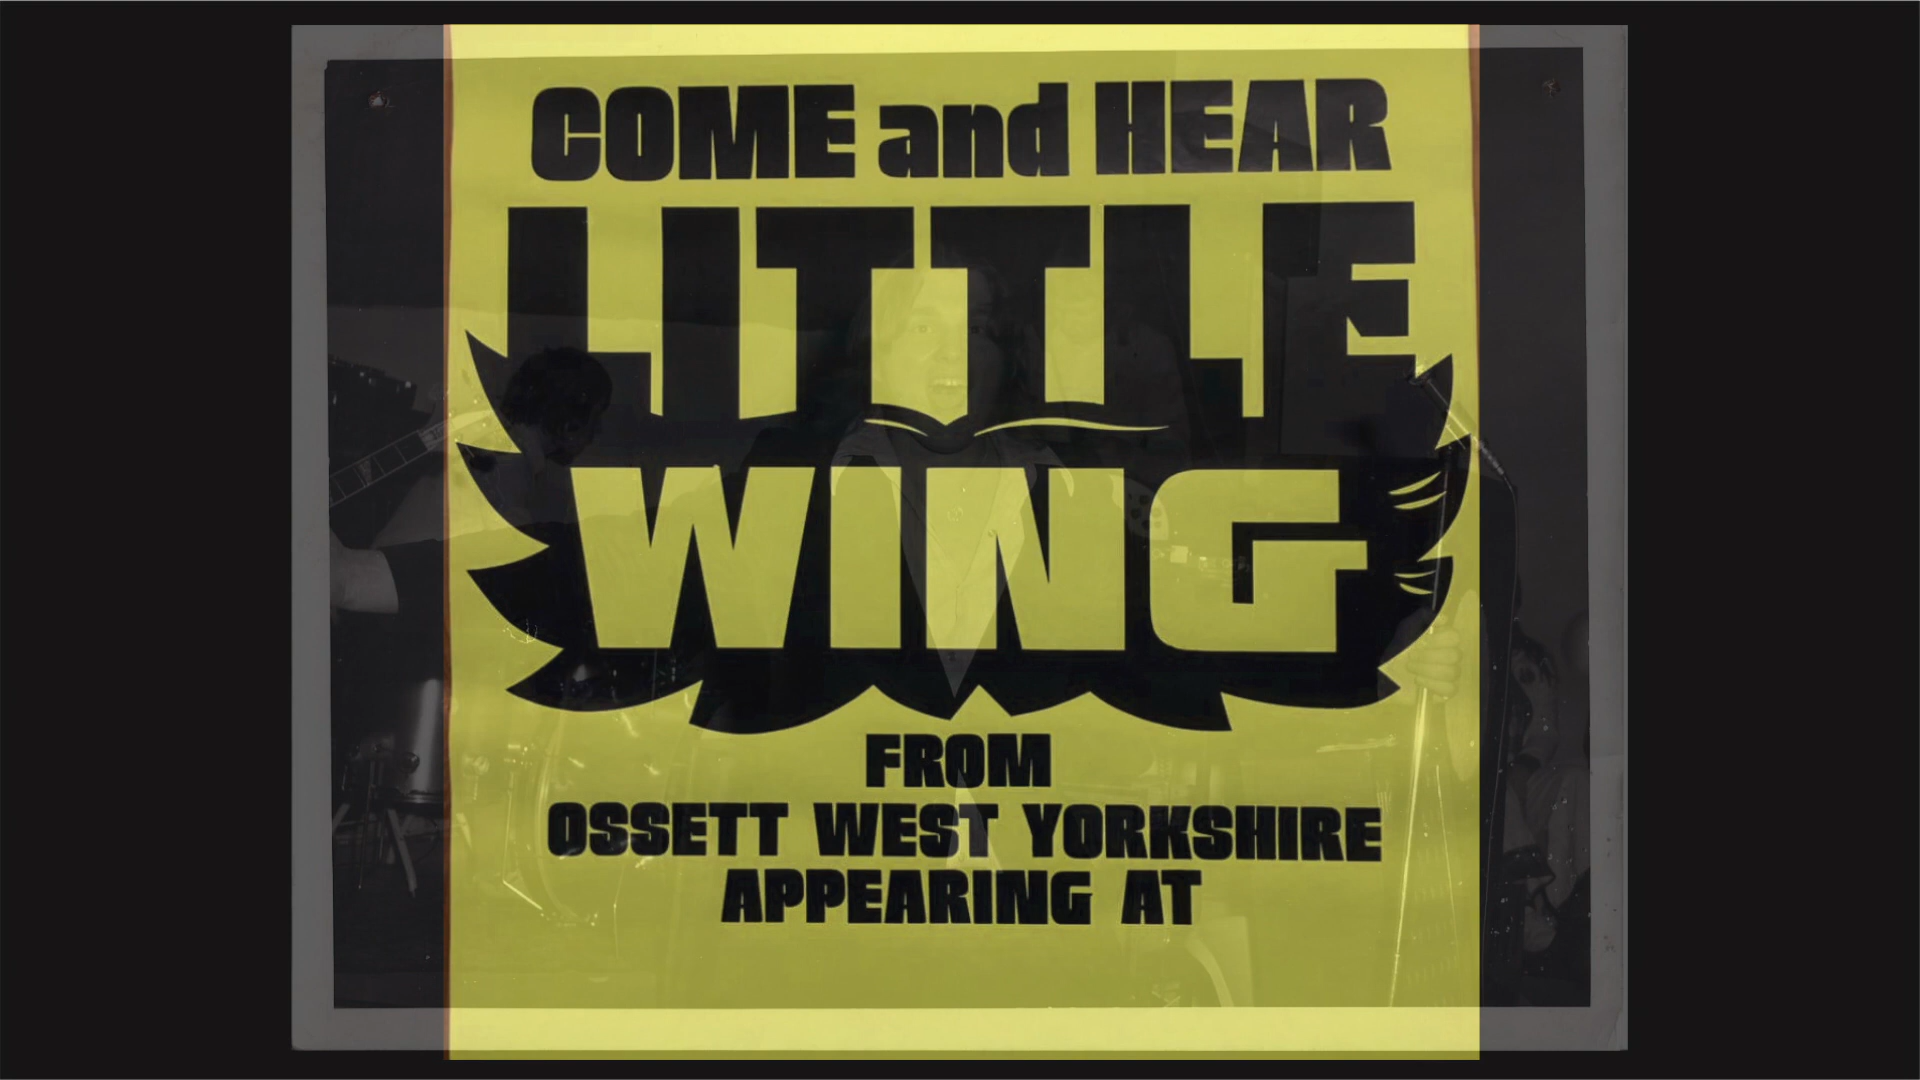 COME and HEAR
LITTLE
WING
FROM
OSSETT WEST YORKSHIRE
APPEARING AT